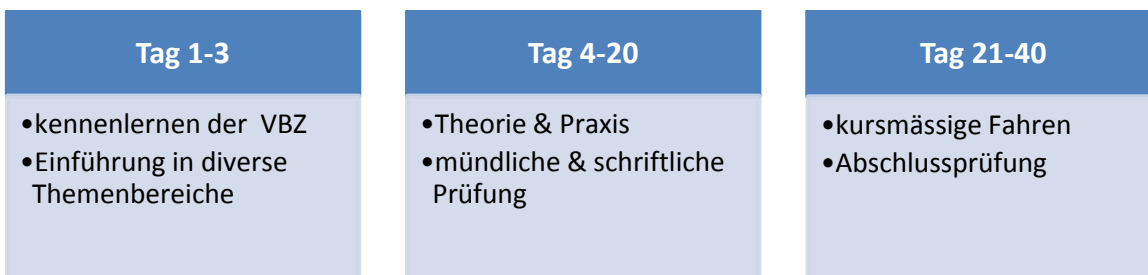 Tag 1-3
•kennenlernen der VBZ
•Einführung in diverse
Themenbereiche
Tag 4-20
•Theorie & Praxis
•mündliche & schriftliche
Prüfung
Tag 21-40
•kursmässige Fahren
•Abschlussprüfung